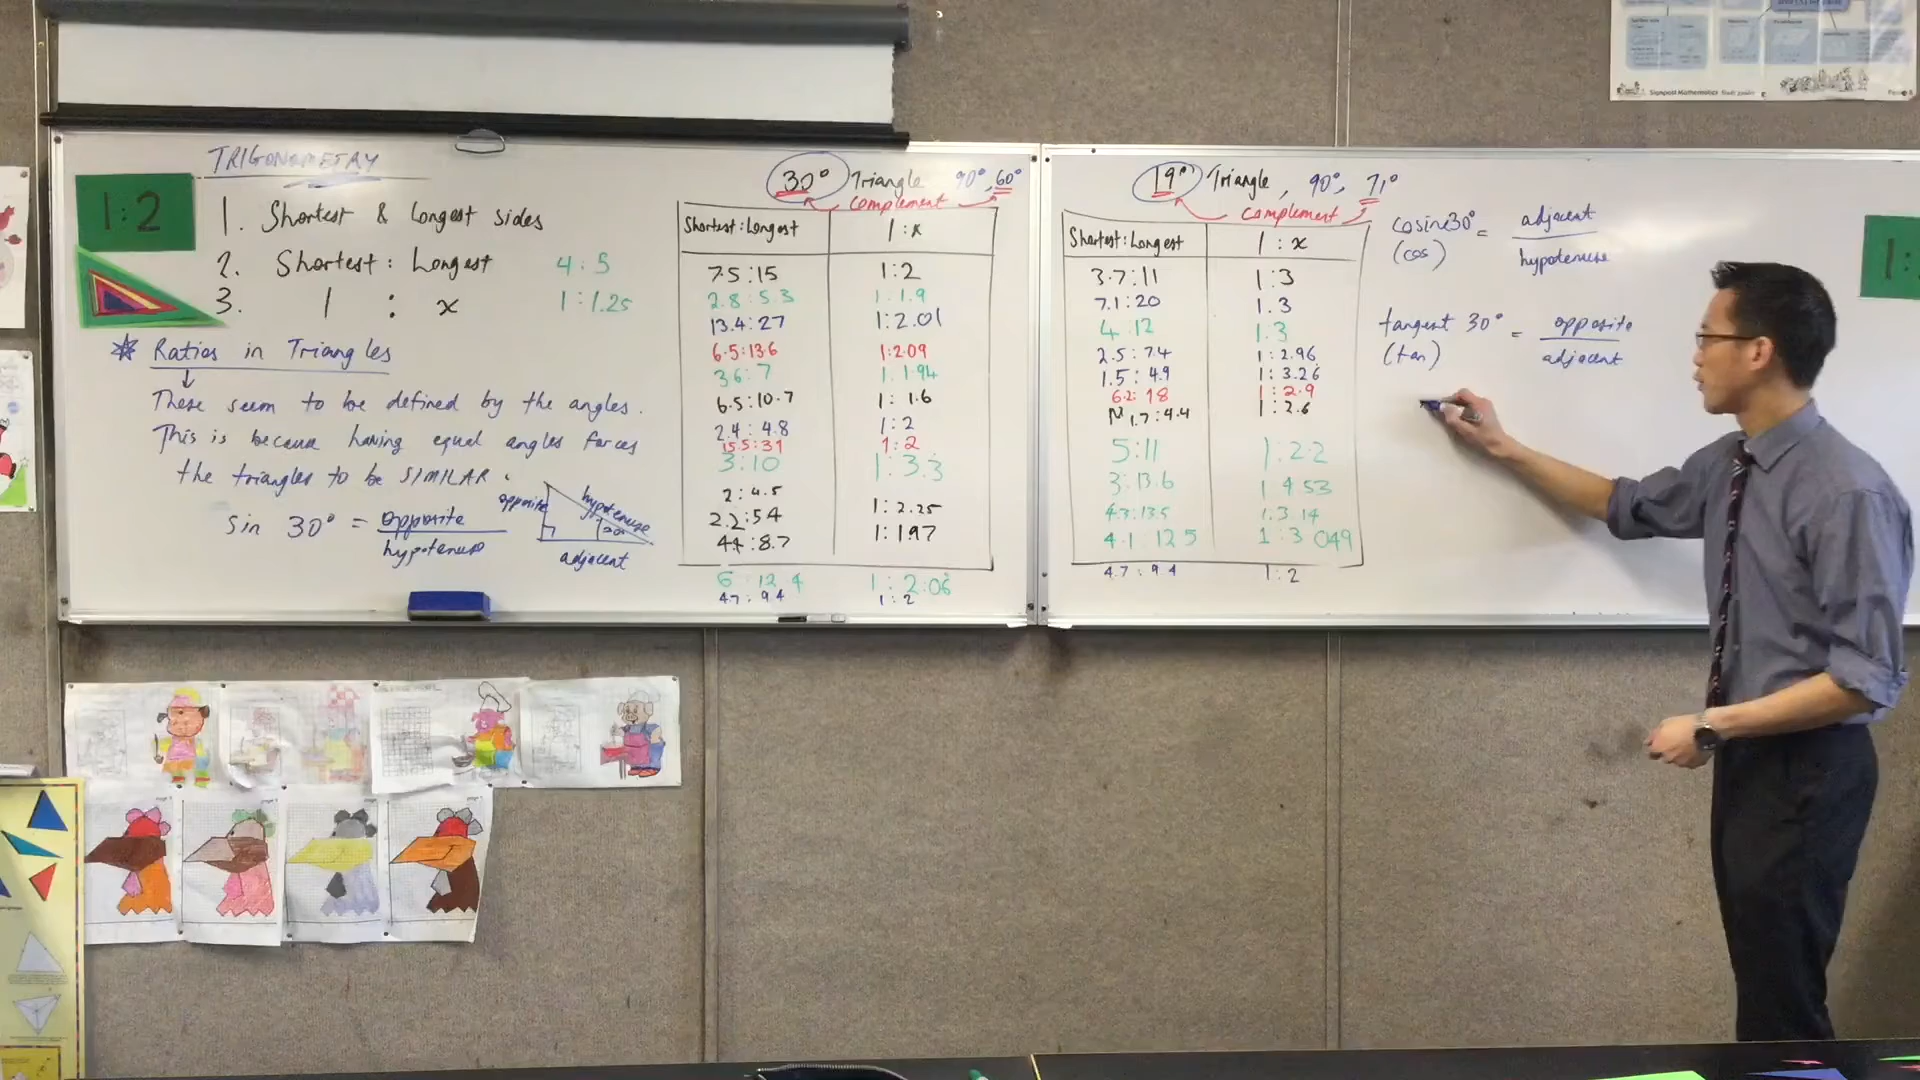 TRIGONOMETRY
1:2
1. Shortest & Longest sides
2. Shortest : Longest 4 : 5
3. 1 : x 1 : 1.25
Ratios in Triangles
These seem to be defined by the angles.
This is because having equal angles forces
the triangles to be SIMILAR.
sin 30° = opposite
hypotenuse
opposite
hypotenuse
30°
adjacent
30° Triangle 90°, 60°
complement
Shortest : Longest 1 : x
7.5 : 15 1 : 2
2.8 : 5.3 1 : 1.9
13.4 : 27 1 : 2.01
6.5 : 13.6 1 : 2.09
3.6 : 7 1 : 1.94
6.5 : 10.7 1 : 1.6
2.4 : 4.8 1 : 2
15.5 : 31 1 : 2
3 : 10 1 : 3.3
2 : 4.5 1 : 2.25
1 : 1.97
6 : 12.4 1 : 2.06
4.7 : 9.4 1 : 2
19° Triangle, 90°, 71°
complement
Shortest : Longest 1 : x
3.7 : 11 1 : 3
7.1 : 20 1.3
4 : 12 1.3
2.5 : 7.4 1 : 2.96
1.5 : 4.9 1 : 3.26
6.2 : 18 1 : 2.9
1.7 : 4.4 1 : 2.6
5 : 11 1 : 2.2
3 : 13.6 1 4.53
4.3 : 13.5 1 : 3.14
4.1 : 12.5 1 : 3.049
4.7 : 9.4 1 : 2
cosine 30° = adjacent
(cos) hypotenuse
tangent 30° = opposite
(tan) adjacent
1:
Signpost Mathematics